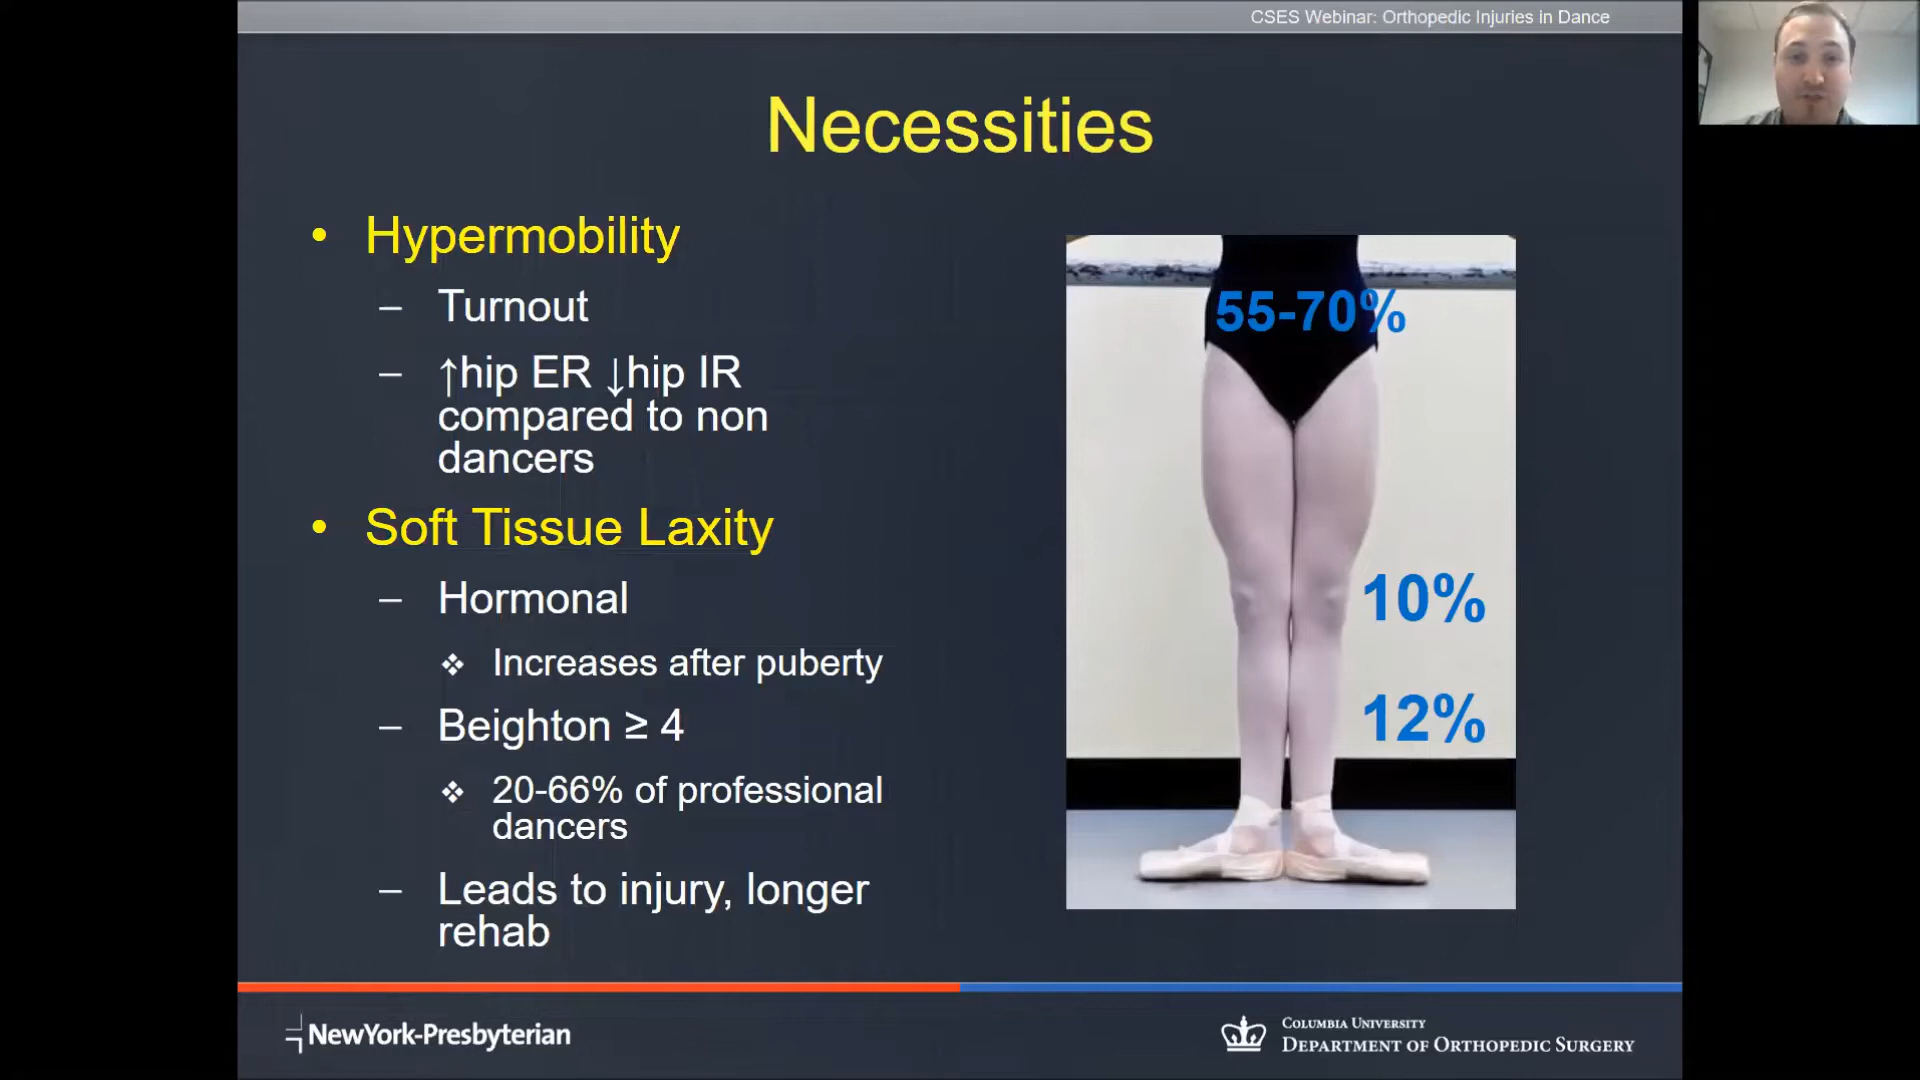 CSES Webinar: Orthopedic Injuries in Dance
Necessities
• Hypermobility
– Turnout
– ↑hip ER ↓hip IR
compared to non
dancers
• Soft Tissue Laxity
– Hormonal
❖ Increases after puberty
– Beighton ≥ 4
❖ 20-66% of professional
dancers
– Leads to injury, longer
rehab
55-70%
10%
12%
NewYork-Presbyterian
COLUMBIA UNIVERSITY
DEPARTMENT OF ORTHOPEDIC SURGERY